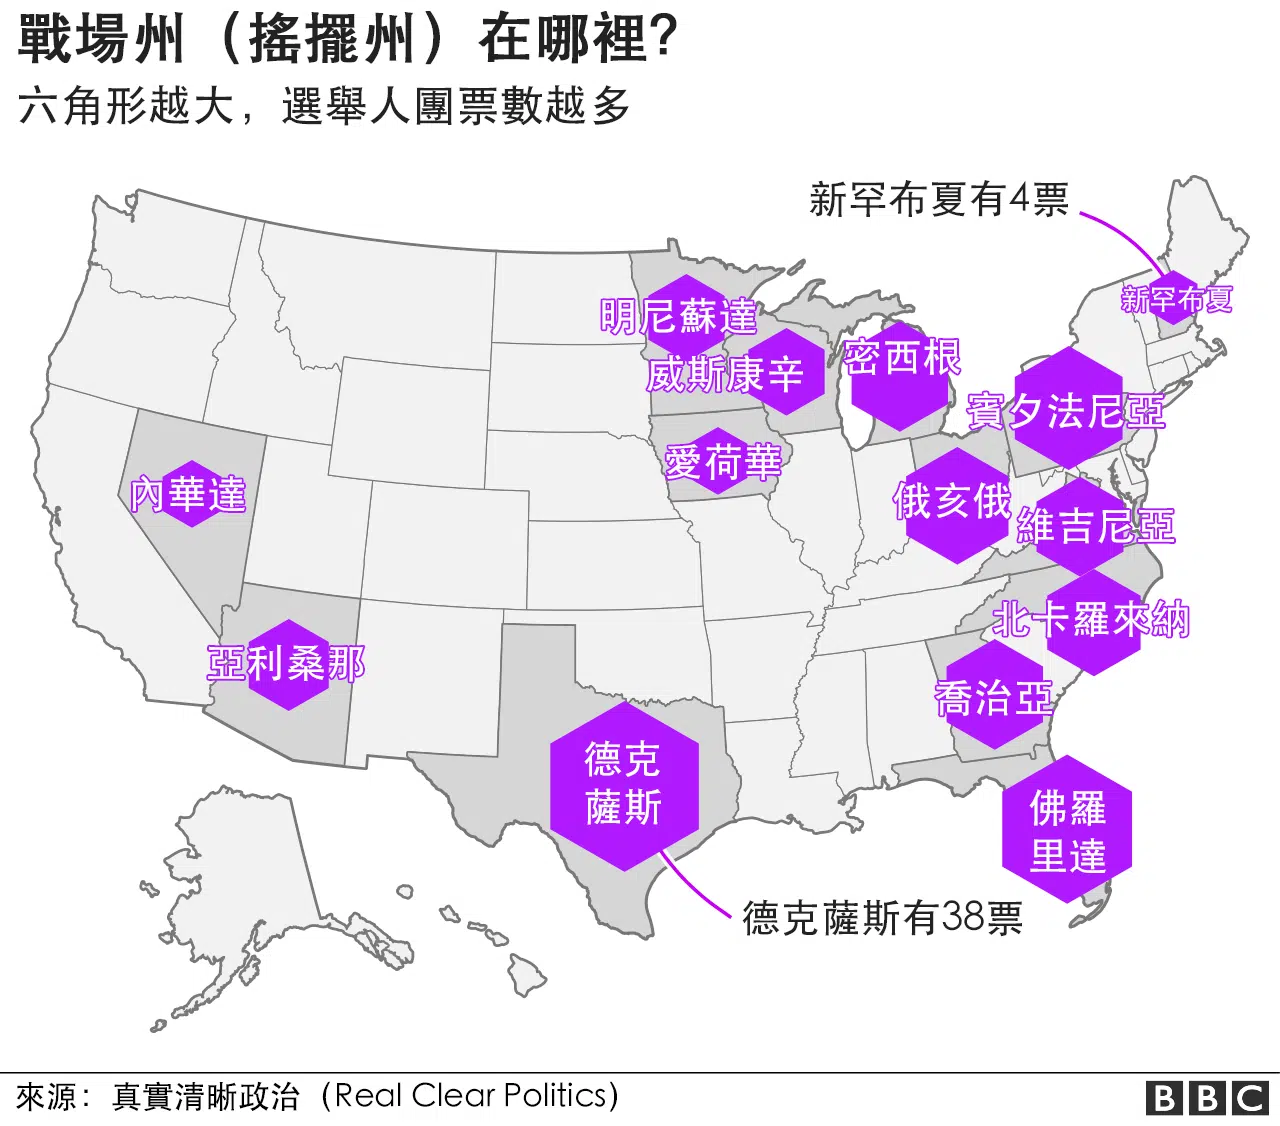 戰場州（搖擺州）在哪裡?
六角形越大，選舉人團票數越多
新罕布夏有4票
新罕布夏
明尼蘇達
威斯康辛
密西根
賓夕法尼亞
愛荷華
內華達
俄亥俄
維吉尼亞
北卡羅來納
亞利桑那
喬治亞
德克
薩斯
佛羅
里達
德克薩斯有38票
來源：真實清晰政治（Real Clear Politics）
BBC